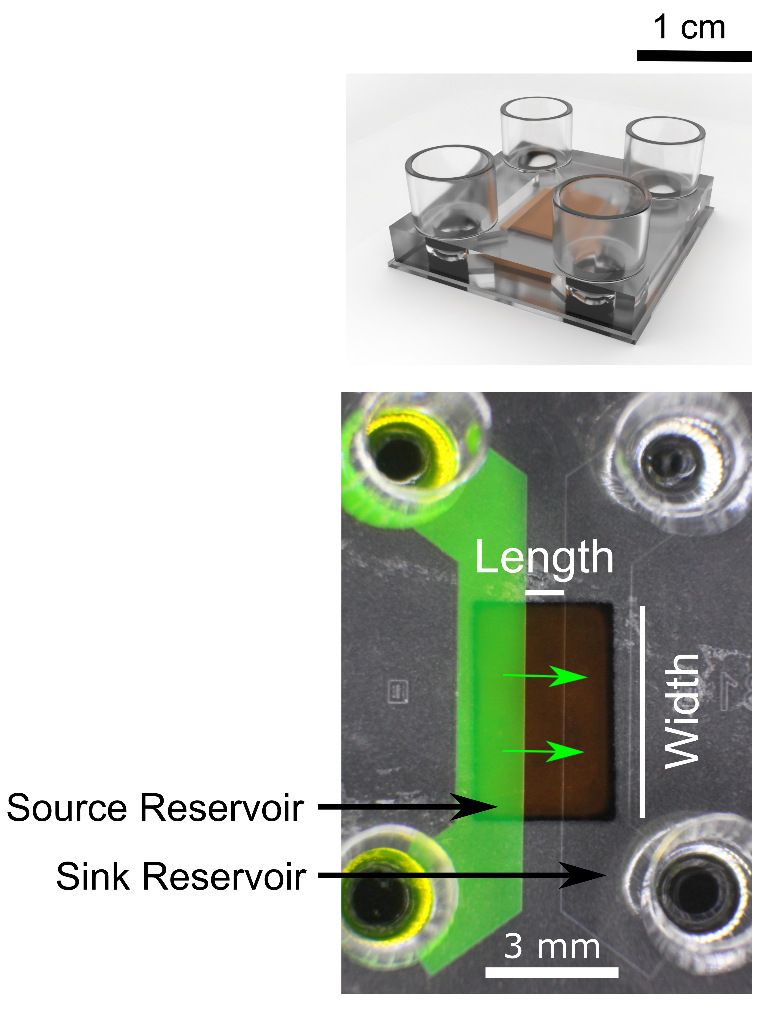 1 cm
Length
Width
Source Reservoir
Sink Reservoir
3 mm